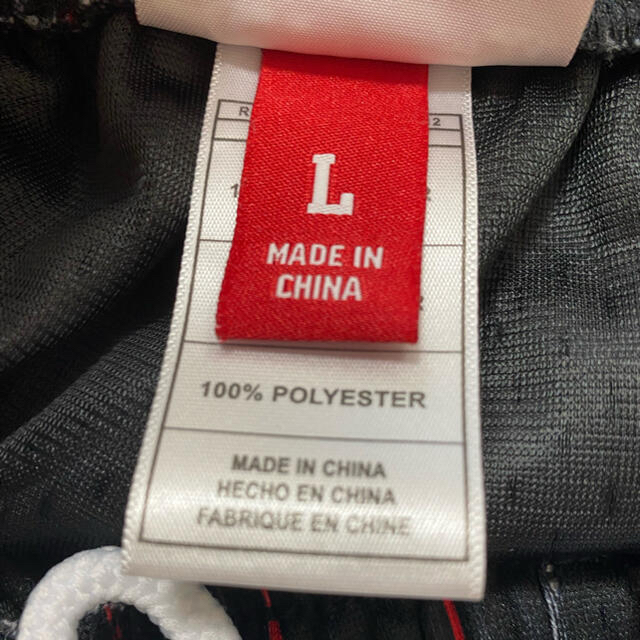 L
MADE IN
CHINA
100% POLYESTER
MADE IN CHINA
HECHO EN CHINA
FABRIQUE EN CHINE